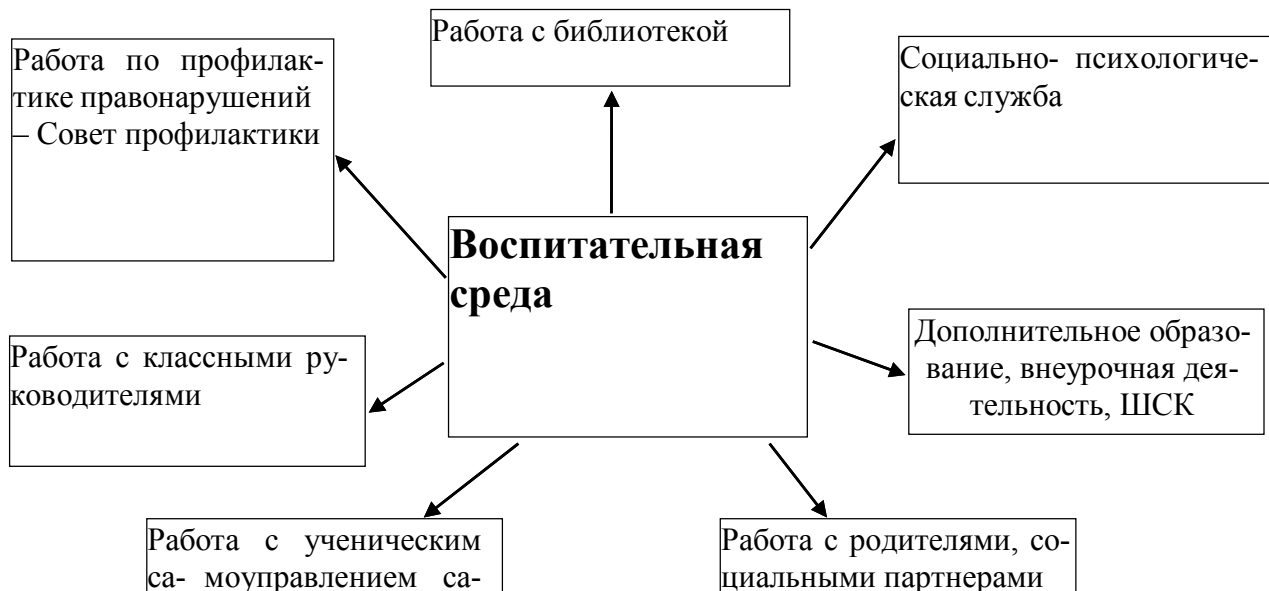 Работа с библиотекой
Работа по профилак-
тике правонарушений
– Совет профилактики
Социально- психологиче-
ская служба
Воспитательная
среда
Работа с классными ру-
ководителями
Дополнительное образо-
вание, внеурочная дея-
тельность, ШСК
Работа с ученическим
са- моуправлением са-
Работа с родителями, со-
циальными партнерами